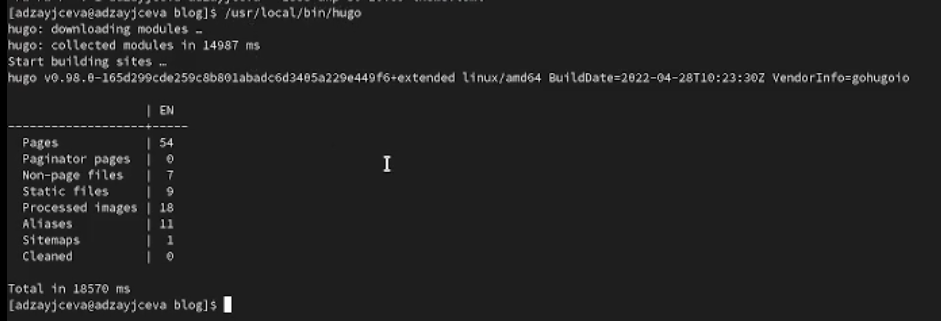 [adzayjceva@adzayjceva blog]$ /usr/local/bin/hugo
hugo: downloading modules …
hugo: collected modules in 14987 ms
Start building sites …
hugo v0.98.0-165d299cde259c8b801abadc6d3405a229e449f6+extended linux/amd64 BuildDate=2022-04-28T10:23:30Z VendorInfo=gohugoio
| EN
-------------------+-----
Pages | 54
Paginator pages | 0
Non-page files | 7
Static files | 9
Processed images | 18
Aliases | 11
Sitemaps | 1
Cleaned | 0
Total in 18570 ms
[adzayjceva@adzayjceva blog]$